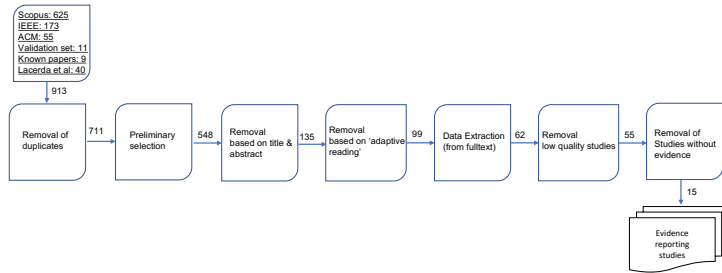 Scopus: 625
IEEE: 173
ACM: 55
Validation set: 11
Known papers: 9
Lacerda et al: 40
913
Removal of
duplicates
711
Preliminary
selection
548
Removal
based on title &
abstract
135
Removal
based on 'adaptive
reading'
99
Data Extraction
(from fulltext)
62
Removal
low quality studies
55
Removal of
Studies without
evidence
15
Evidence
reporting
studies